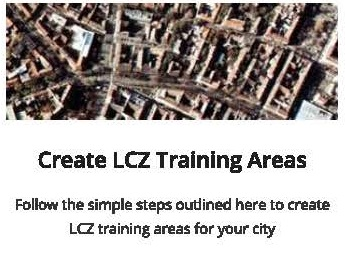 Create LCZ Training Areas
Follow the simple steps outlined here to create
LCZ training areas for your city